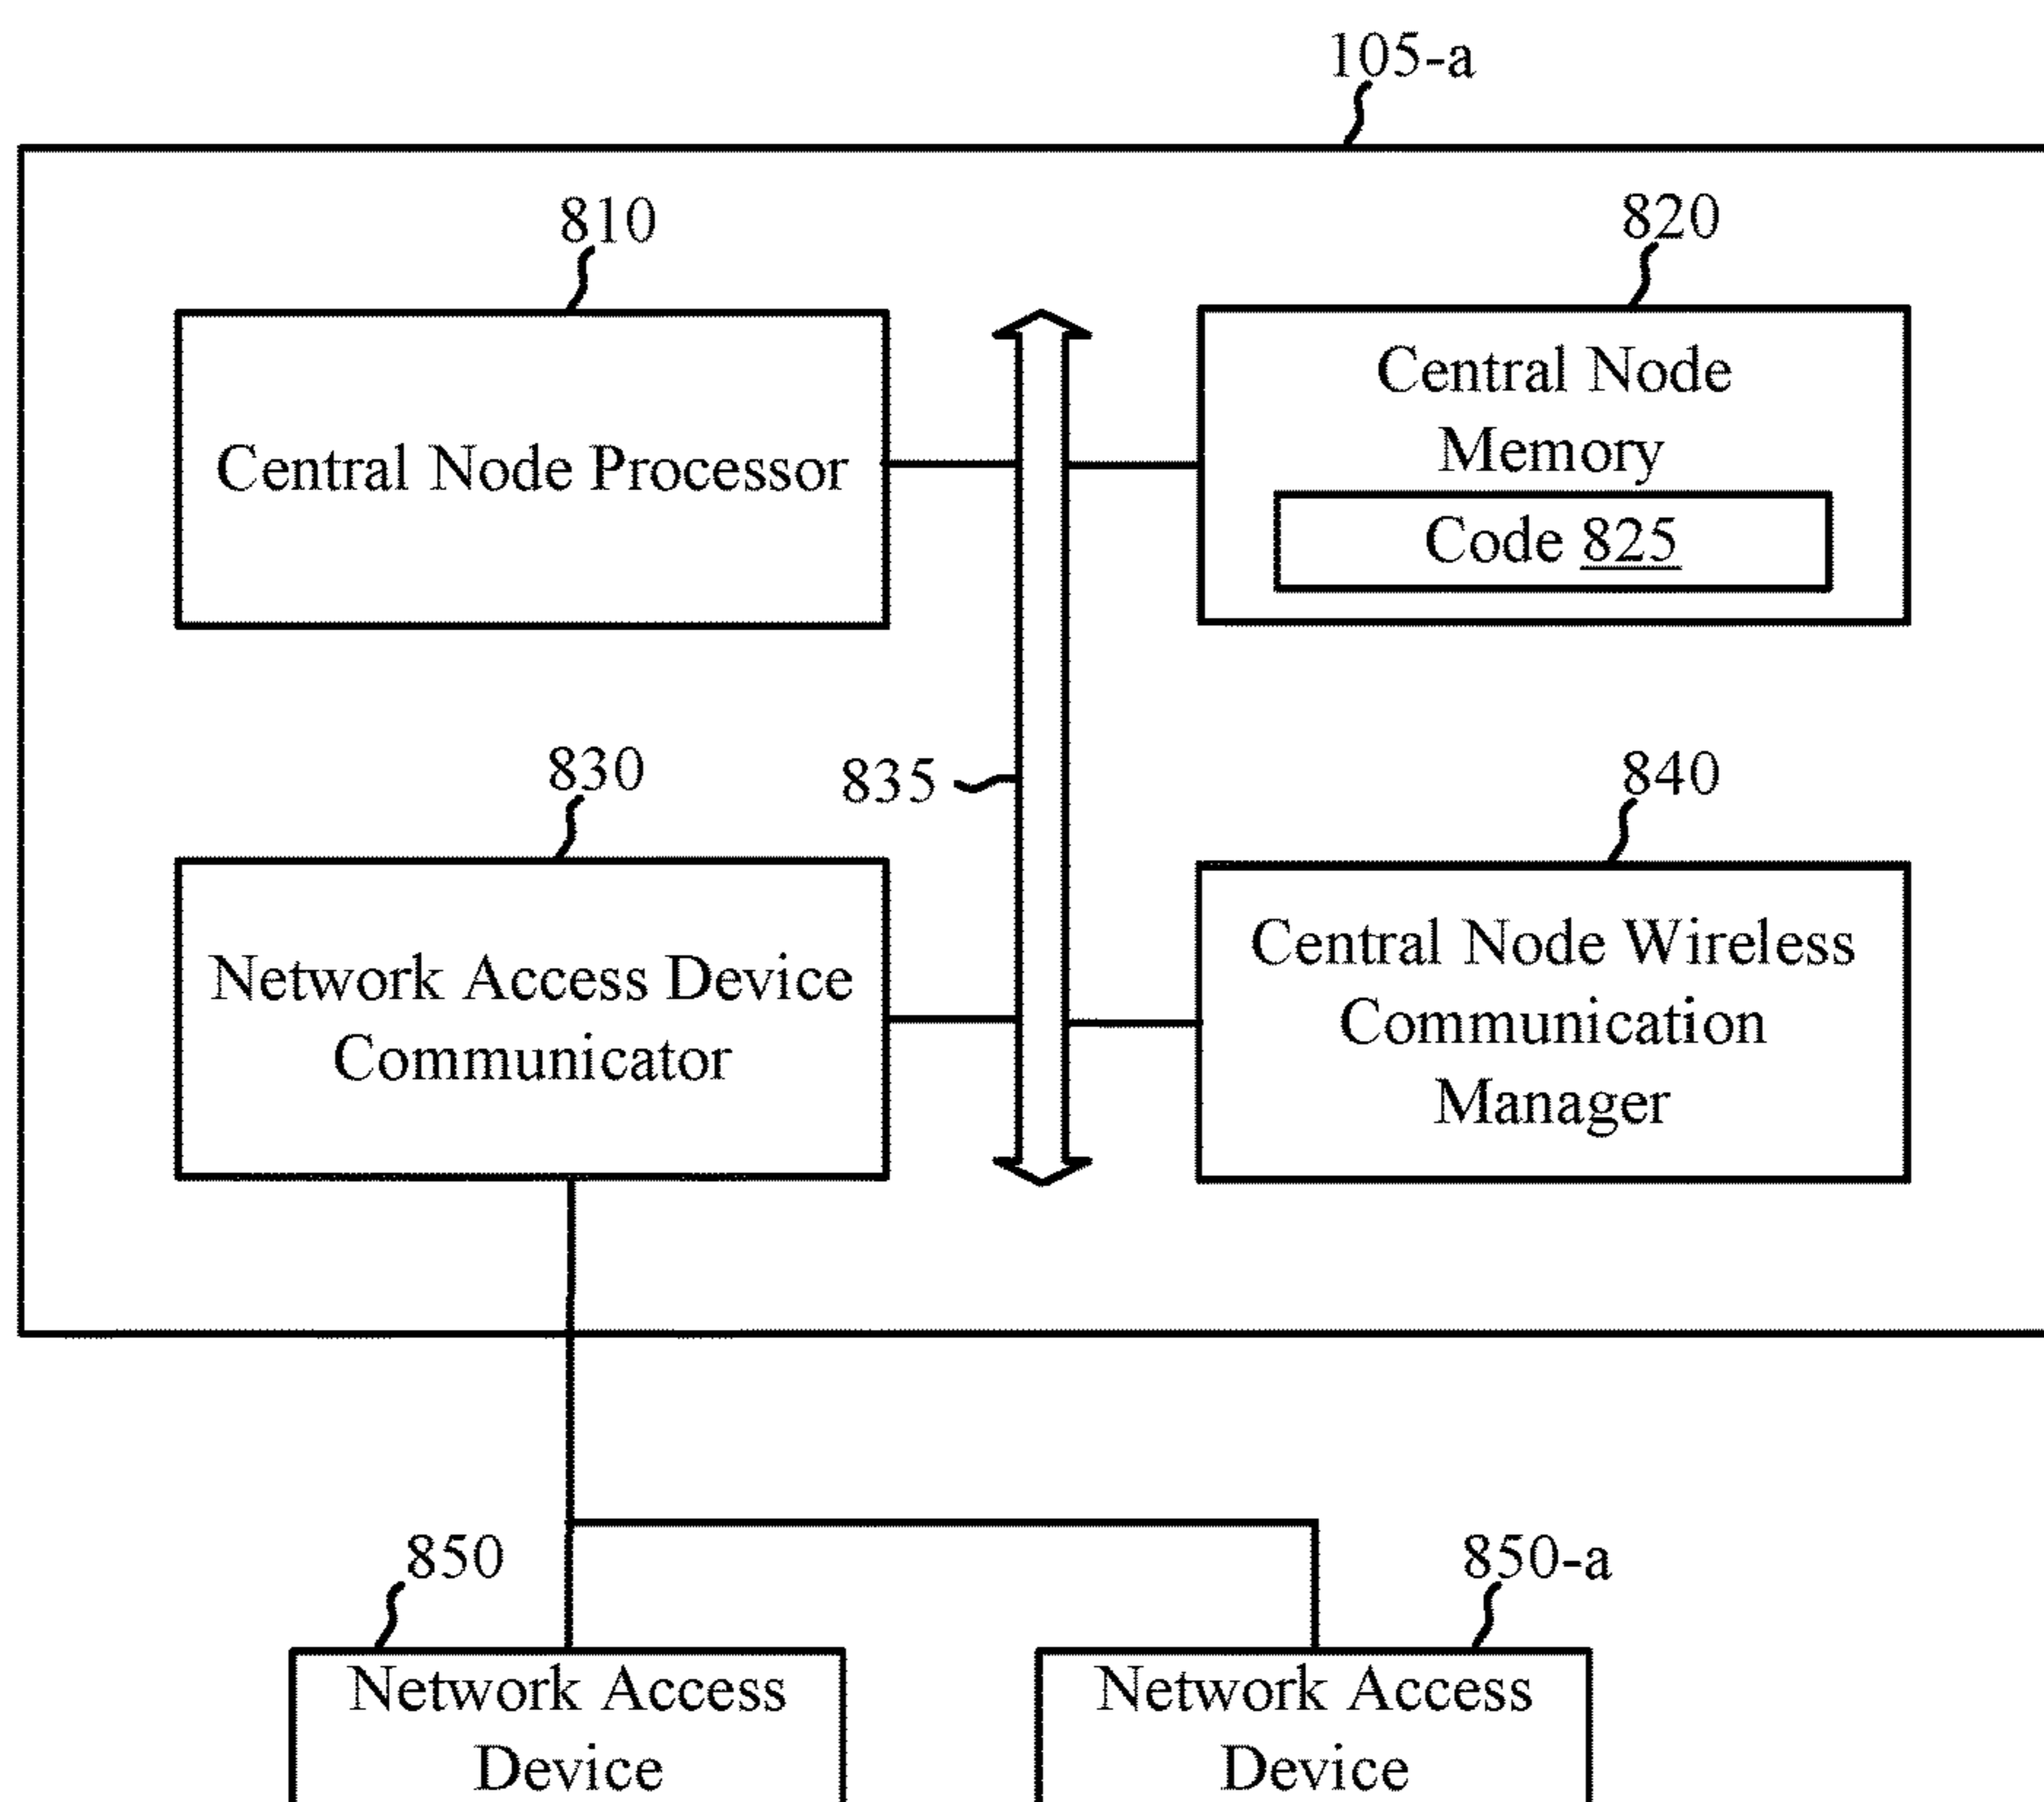 105-a
810
820
Central Node Processor
Central Node
Memory
Code 825
830
835
840
Network Access Device
Communicator
Central Node Wireless
Communication
Manager
850
850-a
Network Access
Device
Network Access
Device